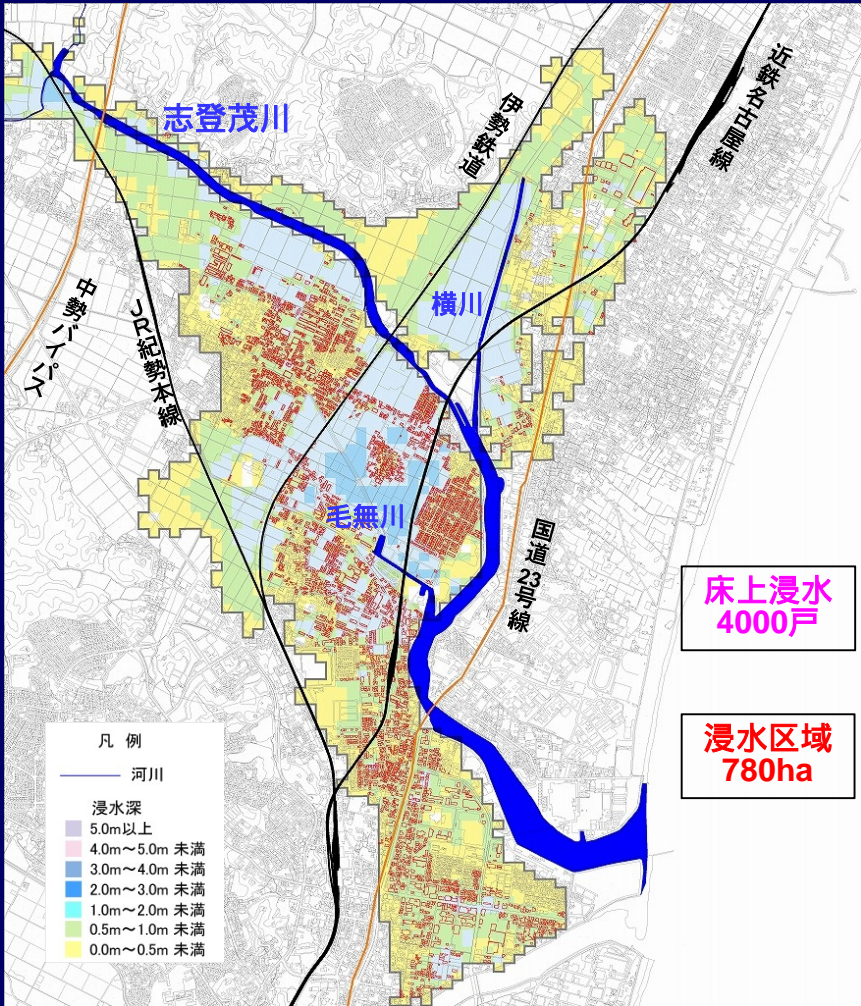 志登茂川
伊勢鉄道
近鉄名古屋線
中勢バイパス
JR紀勢本線
横川
毛無川
国道23号線
床上浸水
4000戸
浸水区域
780ha
凡 例
河川
浸水深
5.0m以上
4.0m～5.0m 未満
3.0m～4.0m 未満
2.0m～3.0m 未満
1.0m～2.0m 未満
0.5m～1.0m 未満
0.0m～0.5m 未満